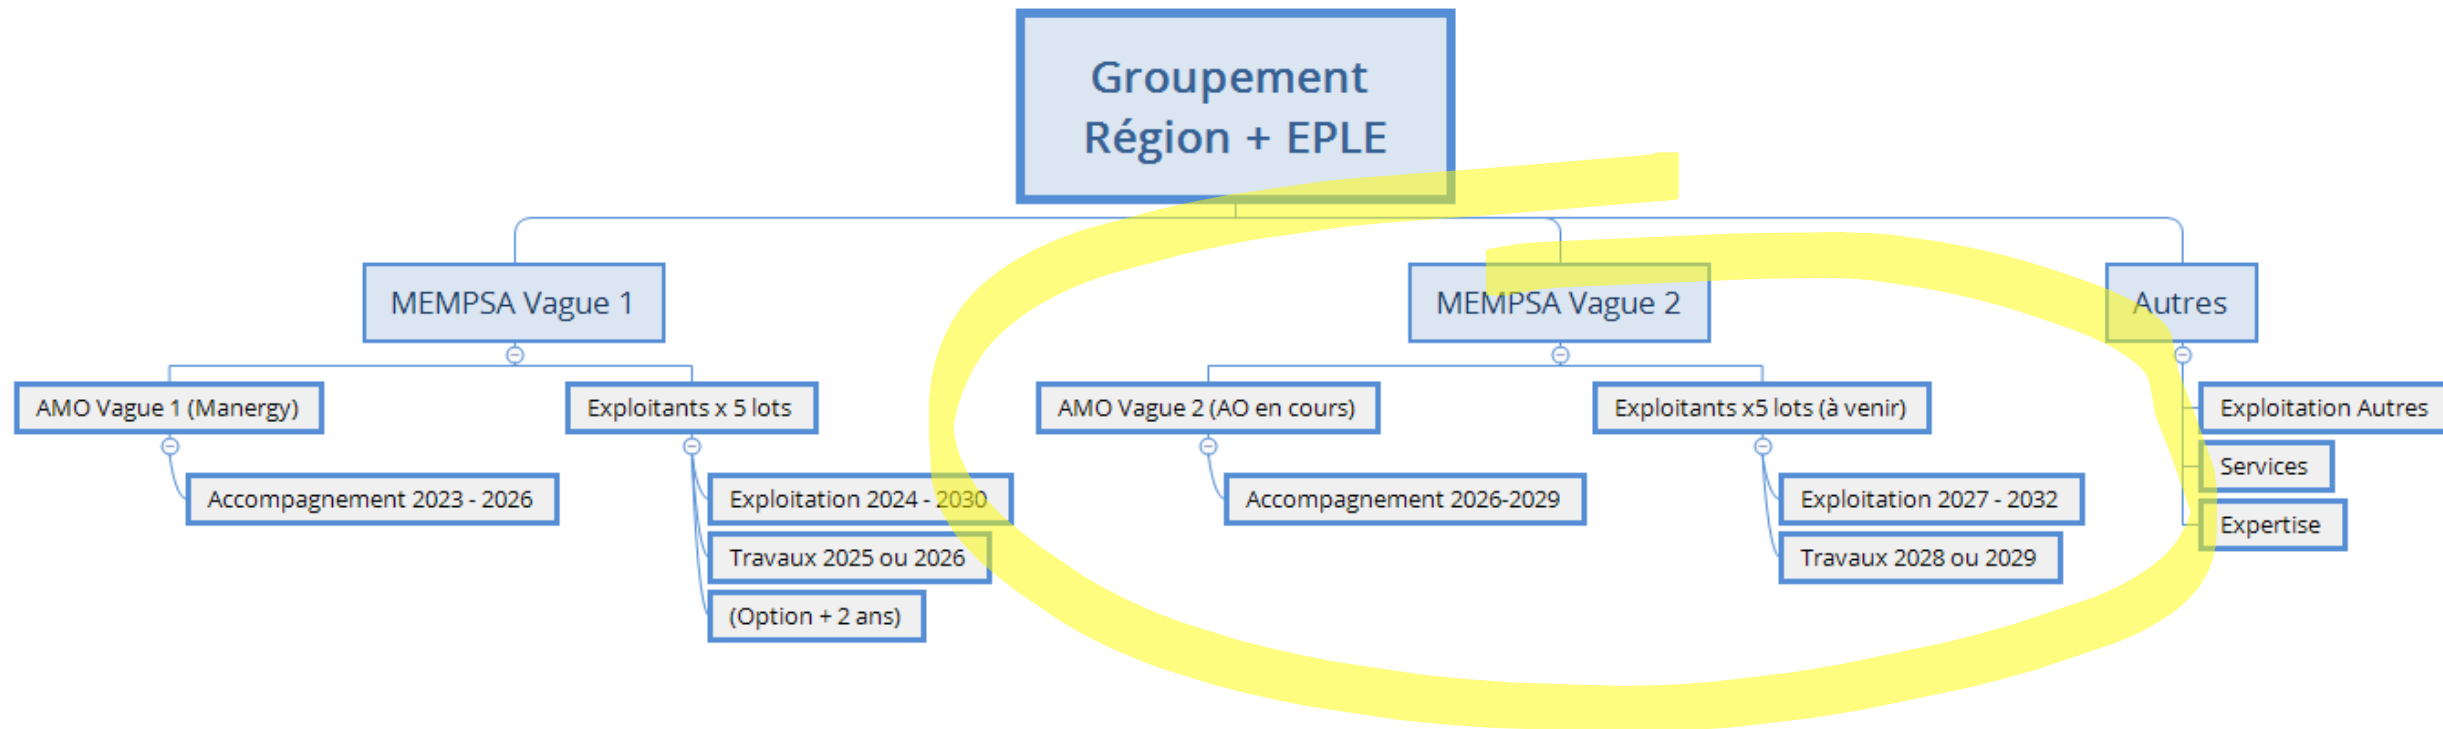 Groupement
Région + EPLE
MEMPSA Vague 1
MEMPSA Vague 2
Autres
AMO Vague 1 (Manergy)
Exploitants x 5 lots
AMO Vague 2 (AO en cours)
Exploitants x5 lots (à venir)
Exploitation Autres
Services
Expertise
Accompagnement 2023 - 2026
Exploitation 2024 - 2030
Travaux 2025 ou 2026
(Option + 2 ans)
Accompagnement 2026-2029
Exploitation 2027 - 2032
Travaux 2028 ou 2029